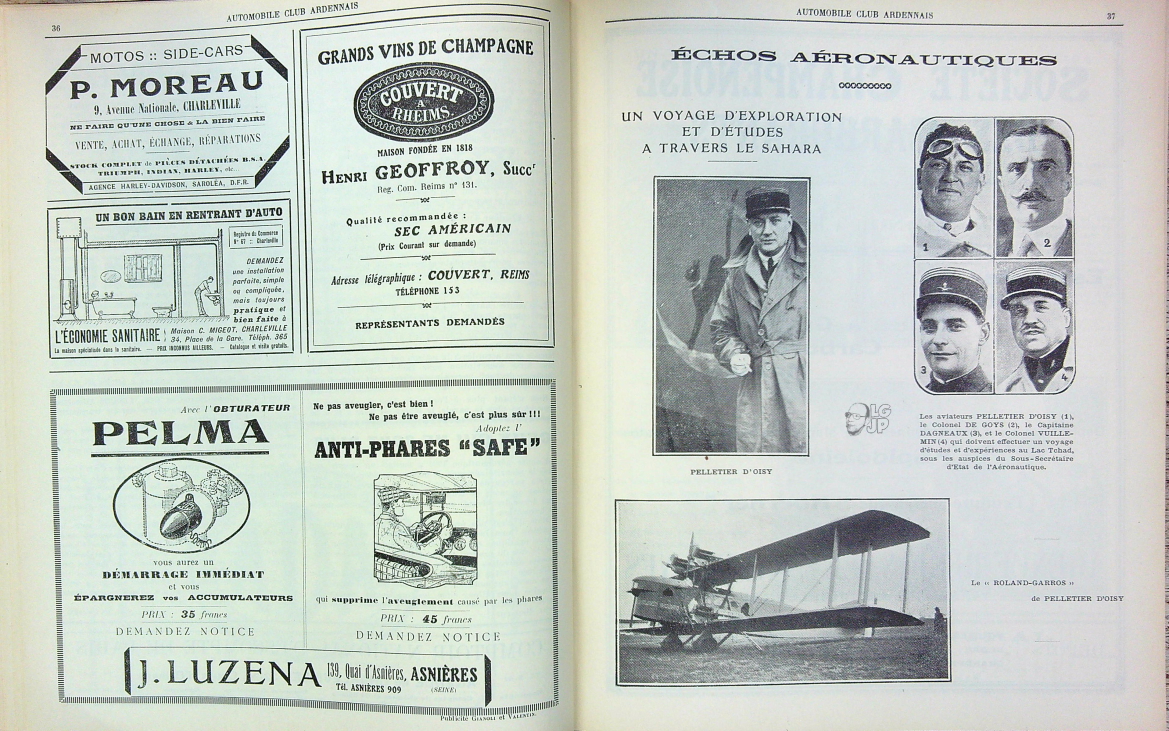 36
AUTOMOBILE CLUB ARDENNAIS
MOTOS :: SIDE-CARS
P. MOREAU
9, Avenue Nationale, CHARLEVILLE
NE FAIRE QU'UNE CHOSE & LA BIEN FAIRE
VENTE, ACHAT, ÉCHANGE, RÉPARATIONS
STOCK COMPLET de PIÈCES DÉTACHÉES B.S.A.
TRIUMPH, INDIAN, HARLEY, etc..
AGENCE HARLEY-DAVIDSON, SAROLEA, D.F.R.
UN BON BAIN EN RENTRANT D'AUTO
Registre du Commerce
N° 67 :: Charleville
DEMANDEZ
une installation
parfaite, simple
ou compliquée,
mais toujours
pratique et
bien faite à
L'ÉCONOMIE SANITAIRE
Maison C. MIGEOT, CHARLEVILLE
34, Place de la Gare. Téléph. 365
La maison spécialisée dans le sanitaire. — PRIX INCONNUS AILLEURS. — Catalogue et visite gratuits.
GRANDS VINS DE CHAMPAGNE
COUVERT
A
RHEIMS.
MAISON FONDÉE EN 1818
HENRI GEOFFROY, Succr
Reg. Com. Reims n° 131.
Qualité recommandée :
SEC AMÉRICAIN
(Prix Courant sur demande)
Adresse télégraphique : COUVERT, REIMS
TÉLÉPHONE 153
REPRÉSENTANTS DEMANDÉS
Avec l'OBTURATEUR
PELMA
vous aurez un
DÉMARRAGE IMMÉDIAT
et vous
ÉPARGNEREZ vos ACCUMULATEURS
PRIX : 35 francs
DEMANDEZ NOTICE
Ne pas aveugler, c'est bien !
Ne pas être aveuglé, c'est plus sûr !!!
Adoptez l'
ANTI-PHARES "SAFE"
qui supprime l'aveuglement causé par les phares
PRIX : 45 francs
DEMANDEZ NOTICE
J. LUZENA
139, Quai d'Asnières, ASNIÈRES
Tél. ASNIÈRES 909 (SEINE)
Publicité GIANOLI et VALENTIN.
AUTOMOBILE CLUB ARDENNAIS
37
ÉCHOS AÉRONAUTIQUES
UN VOYAGE D'EXPLORATION
ET D'ÉTUDES
A TRAVERS LE SAHARA
PELLETIER D'OISY
1
2
3
4
LG
JP
Les aviateurs PELLETIER D'OISY (1),
le Colonel DE GOYS (2), le Capitaine
DAGNEAUX (3), et le Colonel VUILLE-
MIN (4) qui doivent effectuer un voyage
d'études et d'expériences au Lac Tchad,
sous les auspices du Sous-Secrétaire
d'Etat de l'Aéronautique.
Le « ROLAND-GARROS »
de PELLETIER D'OISY